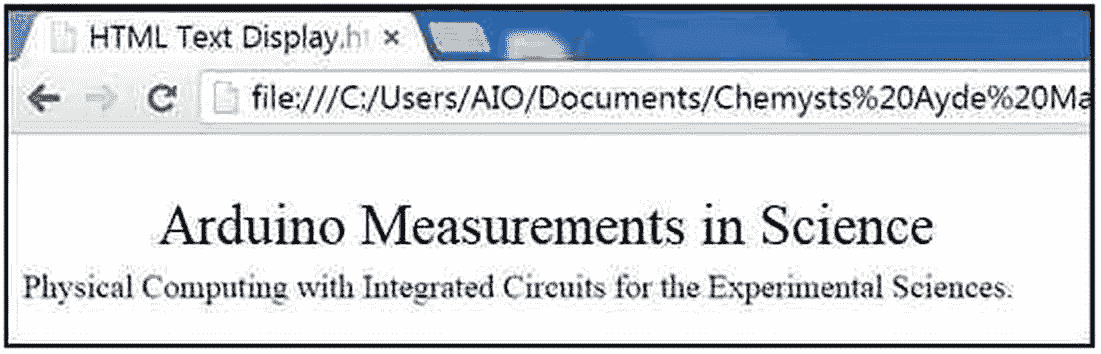 HTML Text Display.ht ×
file:///C:/Users/AIO/Documents/Chemysts%20Ayde%20Ma
Arduino Measurements in Science
Physical Computing with Integrated Circuits for the Experimental Sciences.